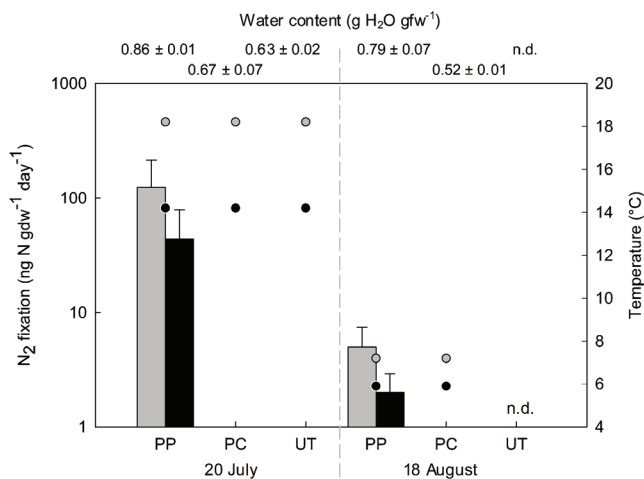 Water content (g H₂O gfw⁻¹)
0.86 ± 0.01 0.63 ± 0.02 0.79 ± 0.07 n.d.
0.67 ± 0.07 0.52 ± 0.01
1000
100
10
1
N₂ fixation (ng N gdw⁻¹ day⁻¹)
20
18
16
14
12
10
8
6
4
Temperature (°C)
n.d.
PP PC UT PP PC UT
20 July 18 August